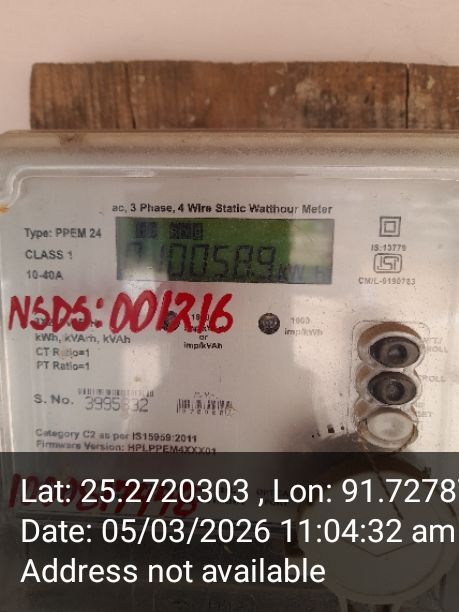 ac, 3 Phase, 4 Wire Static Watthour Meter
Type: PPEM 24
CLASS 1
10-40A
IS:13779
CM/L-9190783
NSDS: 001216
imp/kVAh
or
1000
imp/kWh
kWh, kVArh, kVAh
CT Ratio=1
PT Ratio=1
S. No.
Category C2 as per IS15959:2011
Firmware Version: HPLPPEM4XXX01
Lat: 25.2720303 , Lon: 91.7278
Date: 05/03/2026 11:04:32 am
Address not available